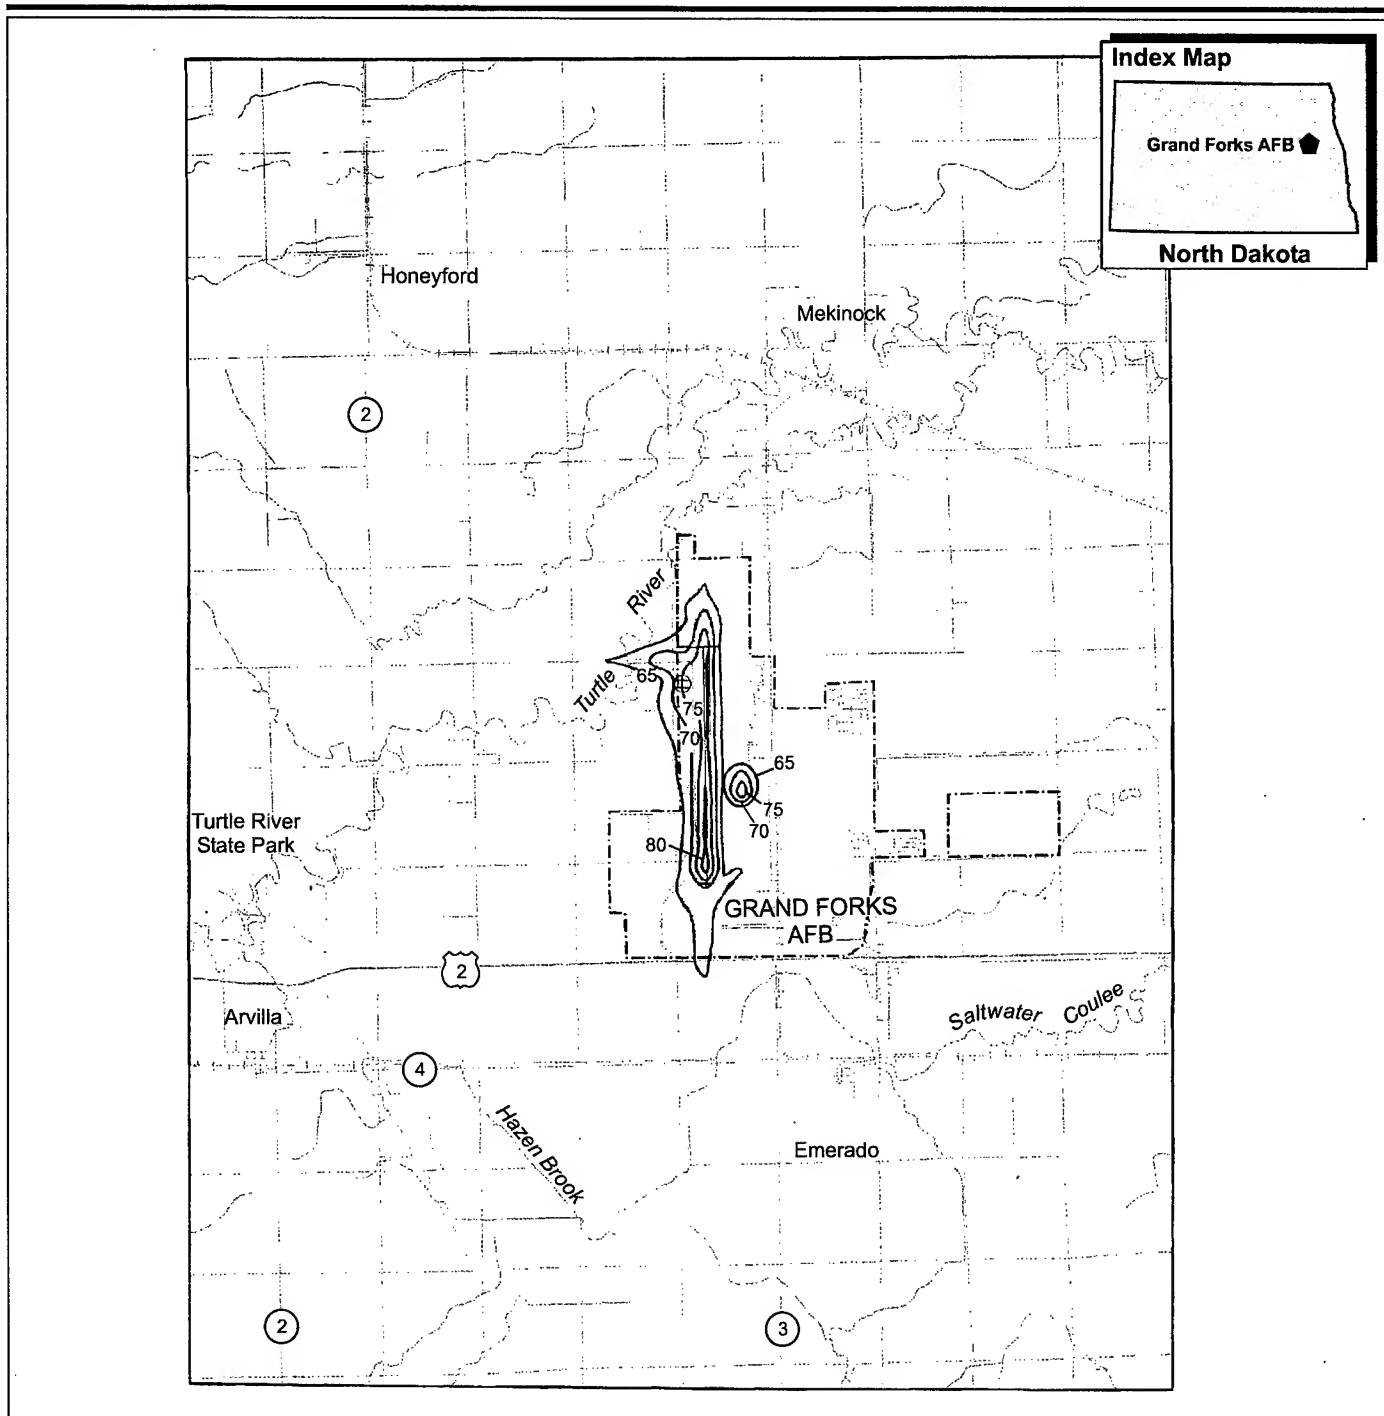 Index Map
Grand Forks AFB
North Dakota
Honeyford
Mekinock
2
Turtle River
65
75
70
65
75
70
80
Turtle River
State Park
GRAND FORKS
AFB
2
Arvilla
Saltwater Coulee
4
Hazen Brook
Emerado
2
3